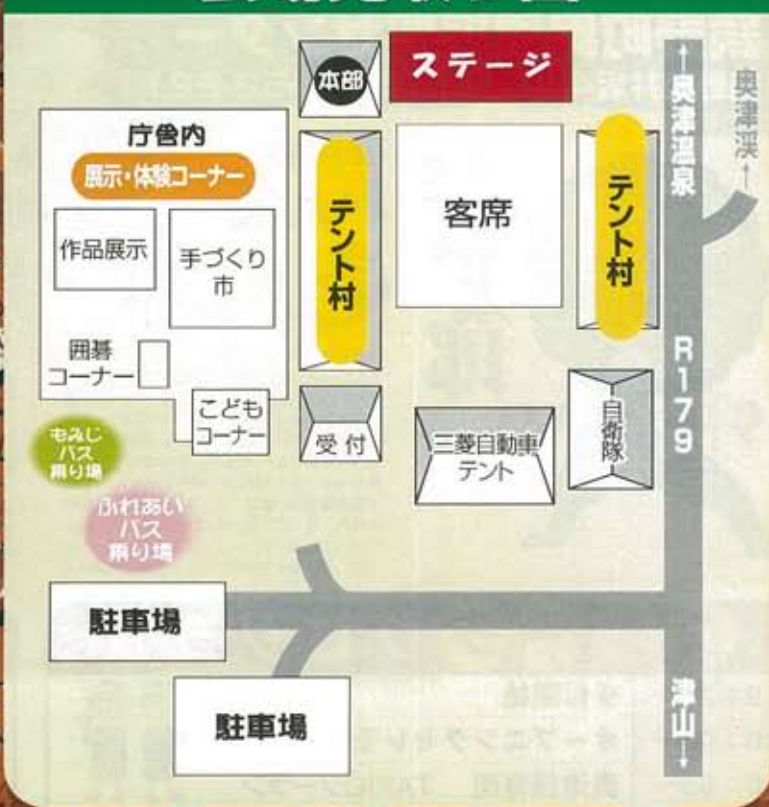 本部
ステージ
↑奥津温泉
奥津渓→
庁舎内
展示・体験コーナー
作品展示
手づくり
市
囲碁
コーナー
こども
コーナー
テント村
客席
テント村
R179
受付
三菱自動車
テント
自衛隊
もみじ
バス
乗り場
ふれあい
バス
乗り場
駐車場
駐車場
津山→